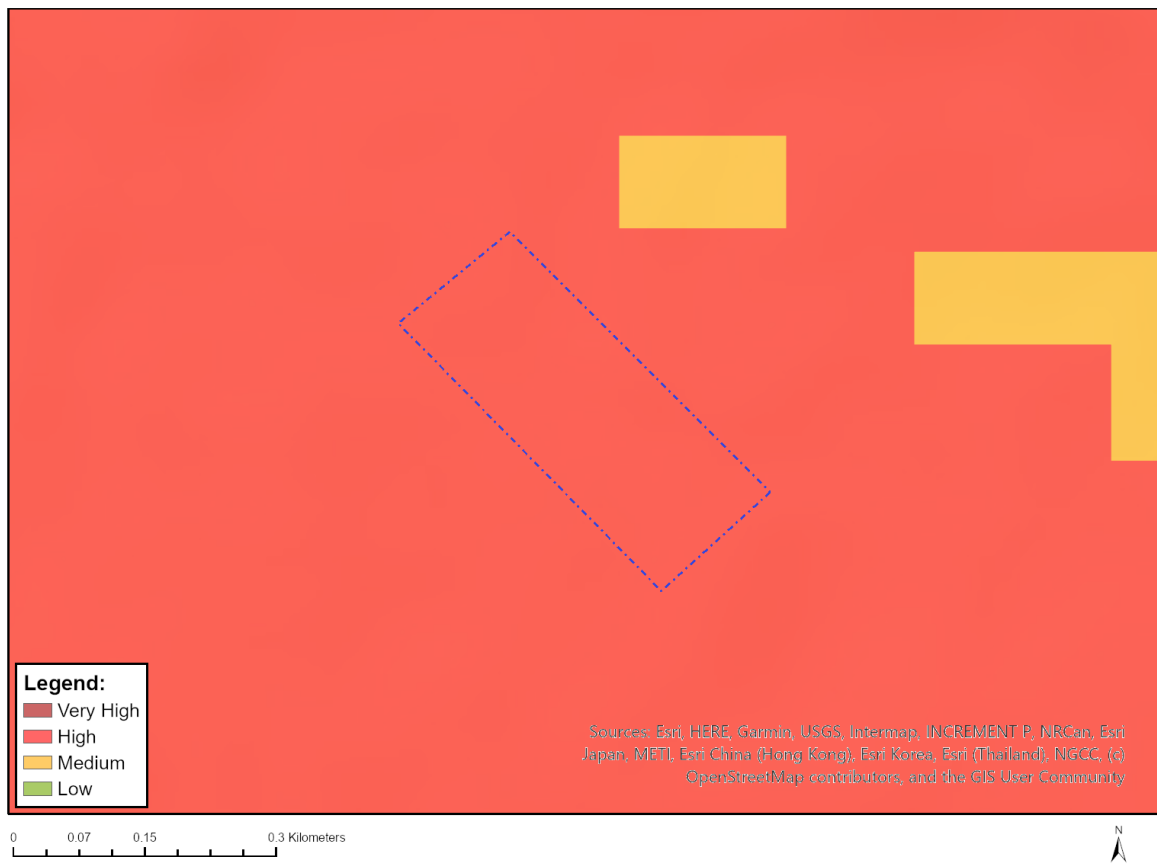 Legend:
Very High
High
Medium
Low
Sources: Esri, HERE, Garmin, USGS, Intermap, INCREMENT P, NRCan, Esri
Japan, METI, Esri China (Hong Kong), Esri Korea, Esri (Thailand), NGCC, (c)
OpenStreetMap contributors, and the GIS User Community
0 0.07 0.15 0.3 Kilometers
N